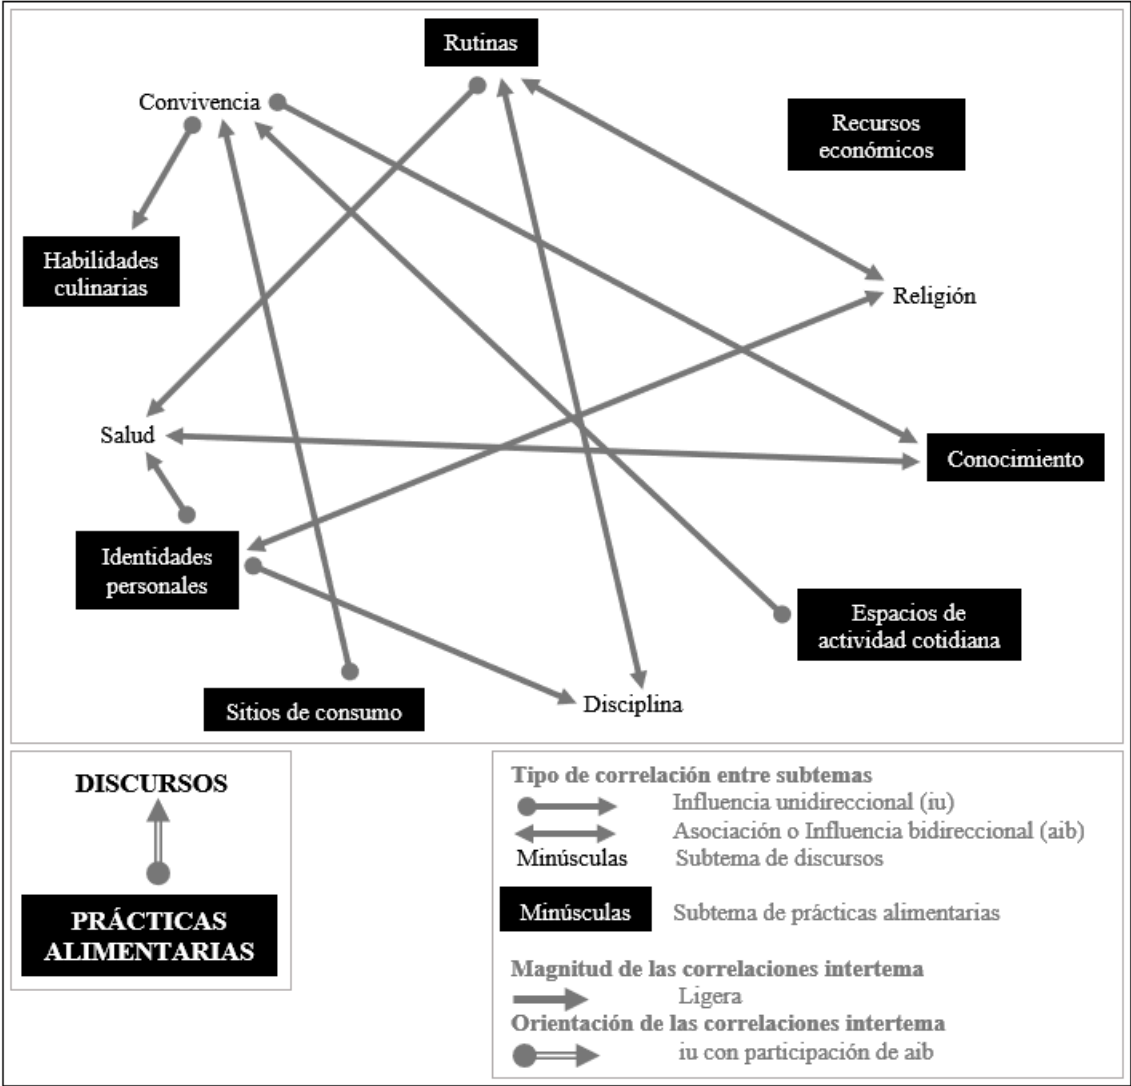 Rutinas
Convivencia
Recursos
económicos
Habilidades
culinarias
Religión
Salud
Conocimiento
Identidades
personales
Espacios de
actividad cotidiana
Sitios de consumo
Disciplina
DISCURSOS
PRÁCTICAS
ALIMENTARIAS
Tipo de correlación entre subtemas
Influencia unidireccional (iu)
Asociación o Influencia bidireccional (aib)
Minúsculas Subtema de discursos
Minúsculas Subtema de prácticas alimentarias
Magnitud de las correlaciones intertema
Ligera
Orientación de las correlaciones intertema
iu con participación de aib